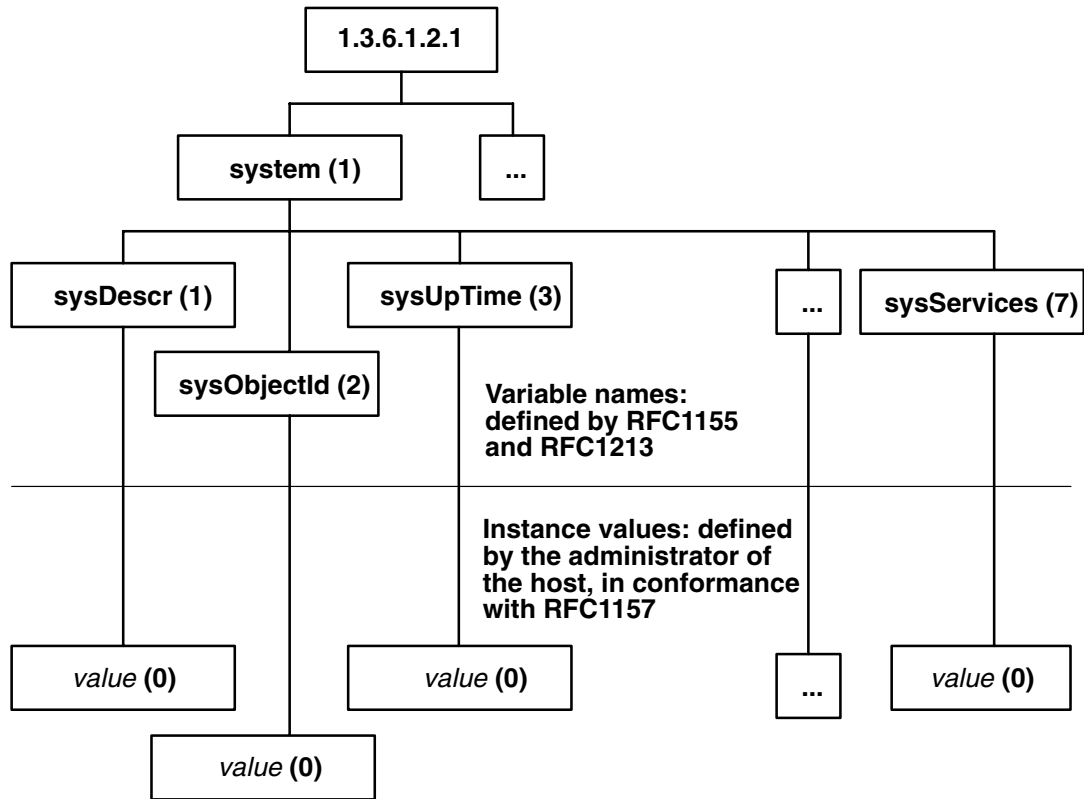 1.3.6.1.2.1
system (1)
...
sysDescr (1)
sysUpTime (3)
...
sysServices (7)
sysObjectId (2)
Variable names:
defined by RFC1155
and RFC1213
Instance values: defined
by the administrator of
the host, in conformance
with RFC1157
value (0)
value (0)
...
value (0)
value (0)